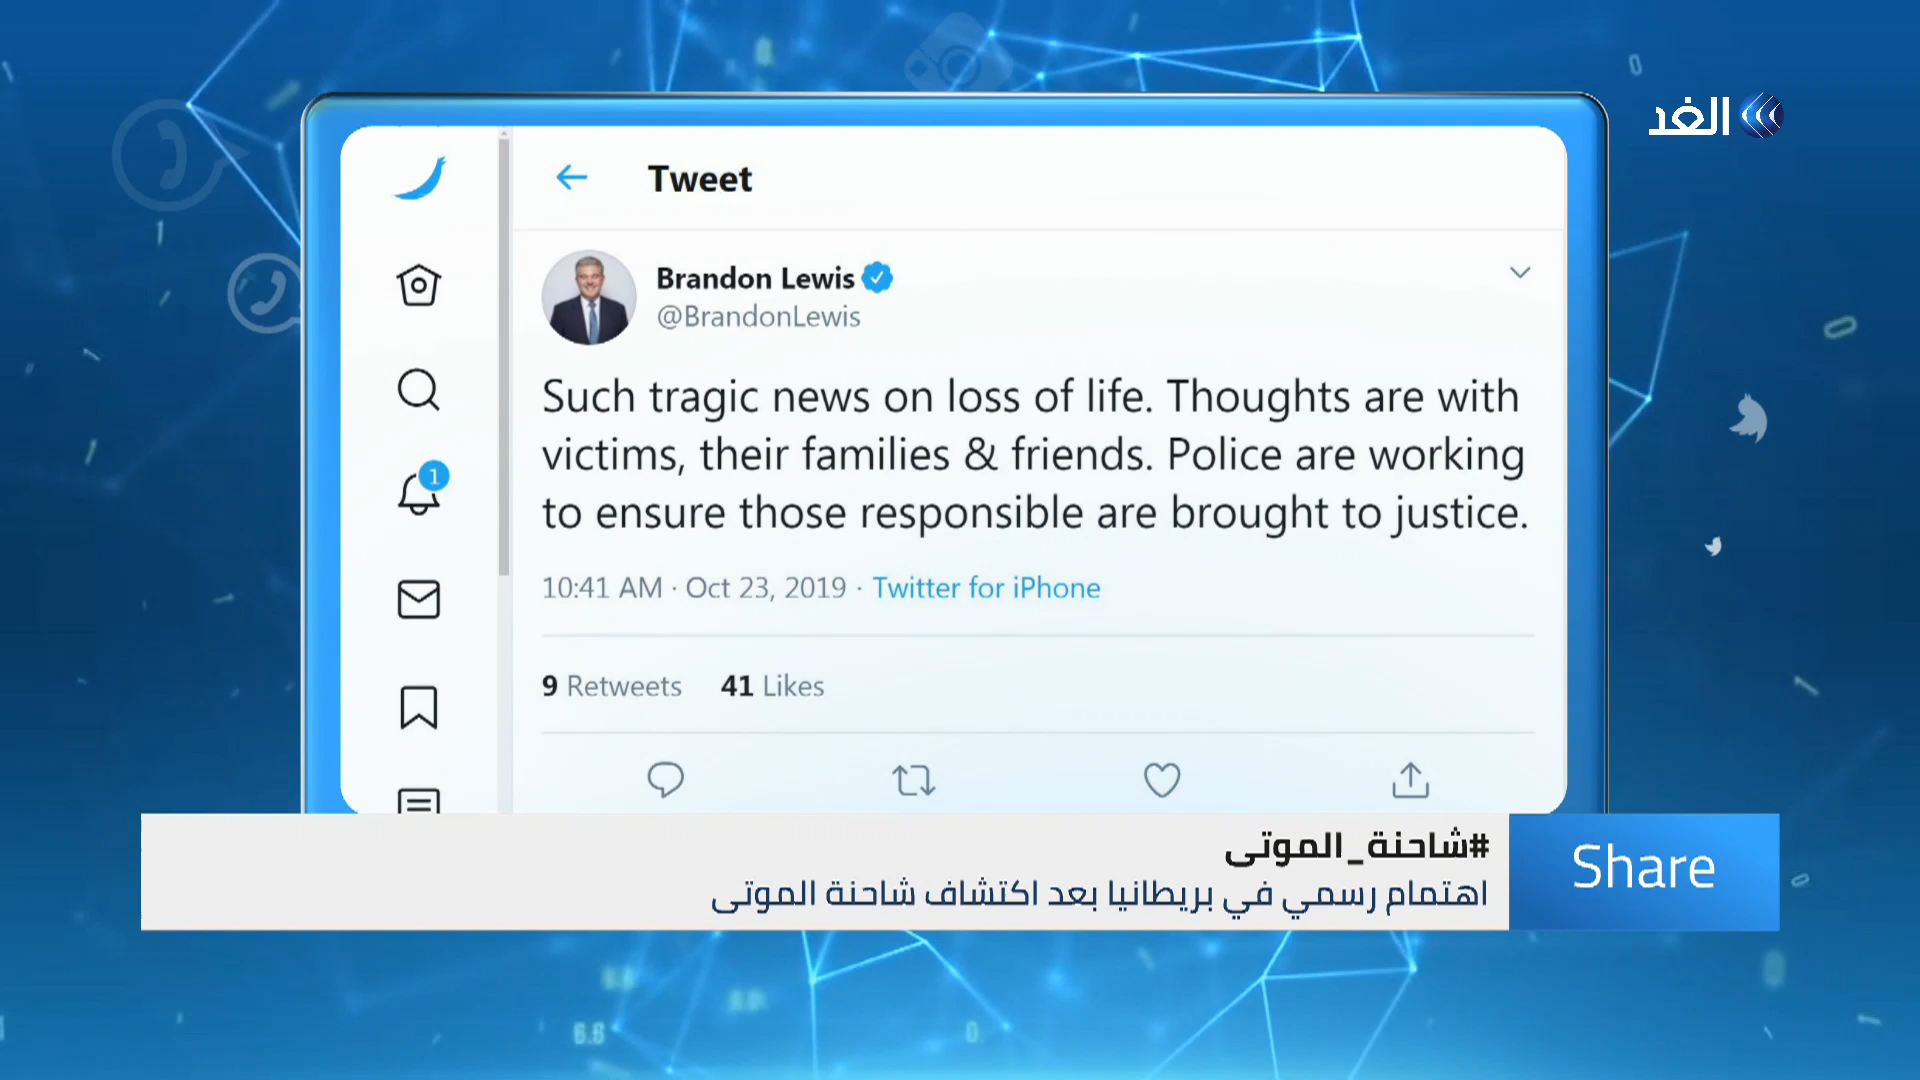 الغد
Tweet
Brandon Lewis
@BrandonLewis
Such tragic news on loss of life. Thoughts are with
victims, their families & friends. Police are working
to ensure those responsible are brought to justice.
10:41 AM · Oct 23, 2019 · Twitter for iPhone
9 Retweets 41 Likes
1
#شاحنة_الموتى
اهتمام رسمي في بريطانيا بعد اكتشاف شاحنة الموتى
Share